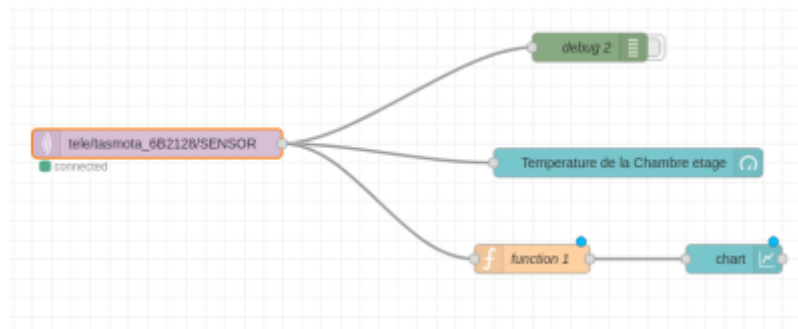 debug 2
tele/tasmota_6B2128/SENSOR
connected
Temperature de la Chambre etage
function 1
chart